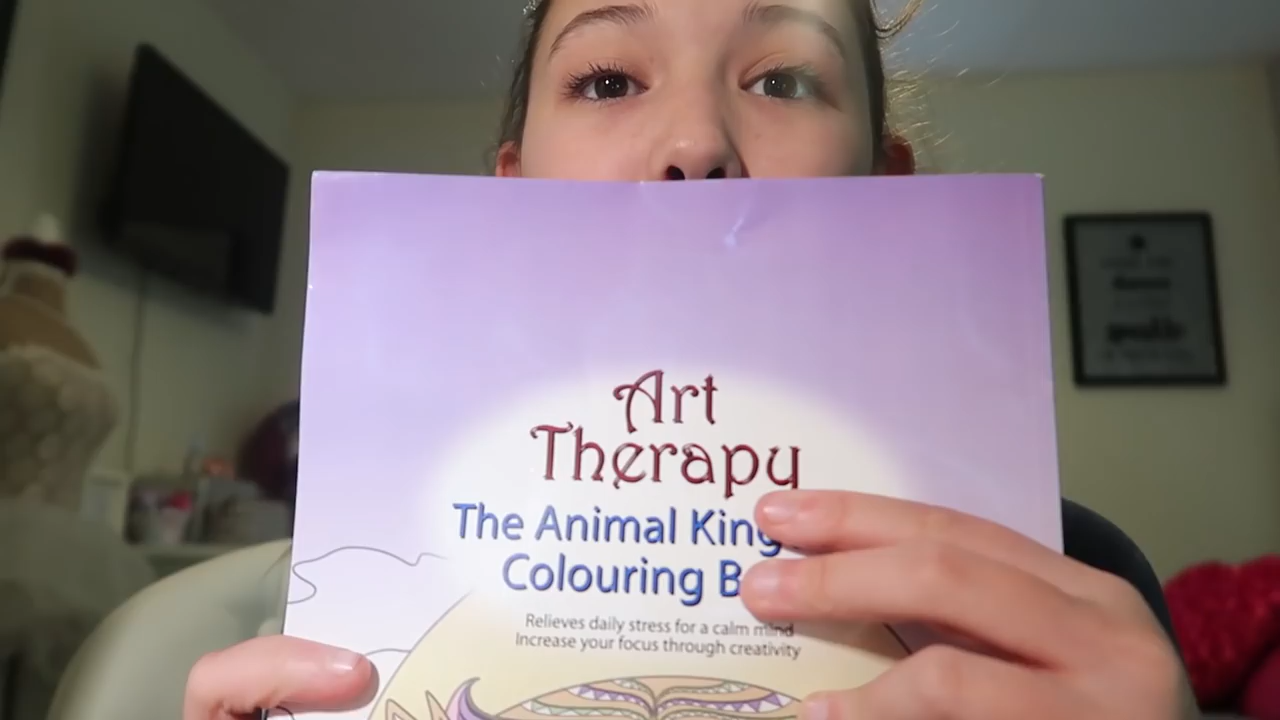 Art
Therapy
The Animal King
Colouring B
Relieves daily stress for a calm mind
Increase your focus through creativity